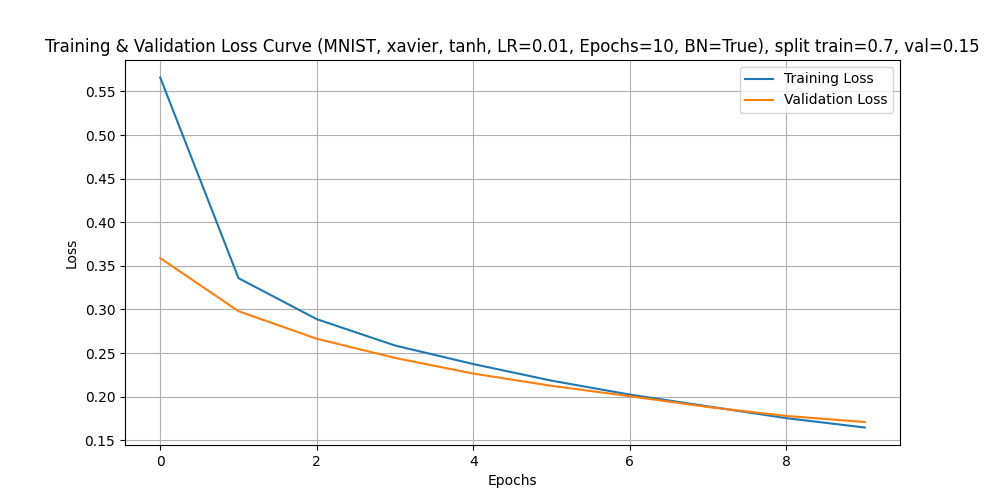 Training & Validation Loss Curve (MNIST, xavier, tanh, LR=0.01, Epochs=10, BN=True), split train=0.7, val=0.15
Training Loss
Validation Loss
0.55
0.50
0.45
0.40
0.35
0.30
0.25
0.20
0.15
Loss
0
2
4
6
8
Epochs